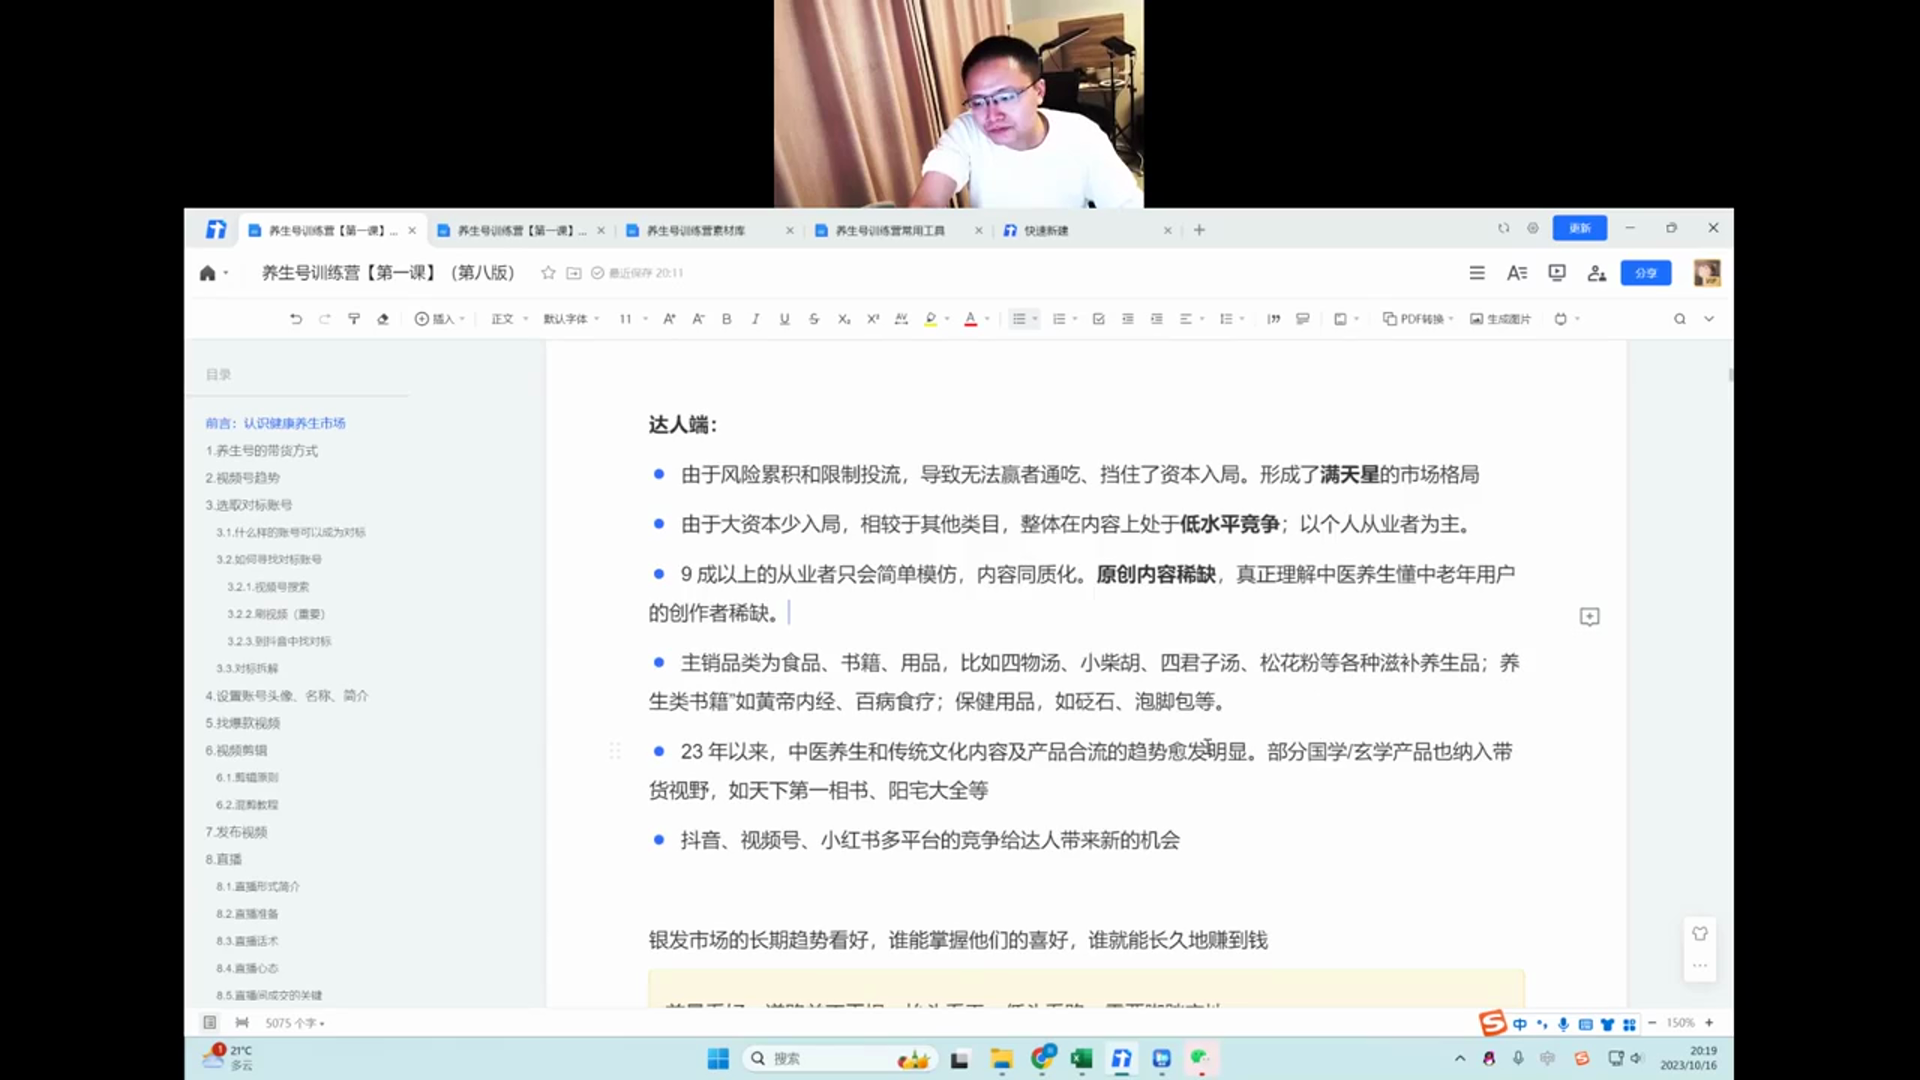 养生号训练营【第一课】...
养生号训练营【第一课】...
养生号训练营素材库
养生号训练营常用工具
快速新建
更新
养生号训练营【第一课】（第八版）
最近保存 20:11
分享
插入
正文
默认字体
11
PDF转换
生成图片
目录
前言：认识健康养生市场
1.养生号的带货方式
2.视频号趋势
3.选取对标账号
3.1.什么样的账号可以成为对标
3.2.如何寻找对标账号
3.2.1.视频号搜索
3.2.2.刷视频（重要）
3.2.3.到抖音中找对标
3.3.对标拆解
4.设置账号头像、名称、简介
5.找爆款视频
6.视频剪辑
6.1.剪辑原则
6.2.混剪教程
7.发布视频
8.直播
8.1.直播形式简介
8.2.直播准备
8.3.直播话术
8.4.直播心态
8.5.直播间成交的关键
达人端：
由于风险累积和限制投流，导致无法赢者通吃、挡住了资本入局。形成了满天星的市场格局
由于大资本少入局，相较于其他类目，整体在内容上处于低水平竞争；以个人从业者为主。
9 成以上的从业者只会简单模仿，内容同质化。原创内容稀缺，真正理解中医养生懂中老年用户
的创作者稀缺。
主销品类为食品、书籍、用品，比如四物汤、小柴胡、四君子汤、松花粉等各种滋补养生品；养
生类书籍"如黄帝内经、百病食疗；保健用品，如砭石、泡脚包等。
23 年以来，中医养生和传统文化内容及产品合流的趋势愈发明显。部分国学/玄学产品也纳入带
货视野，如天下第一相书、阳宅大全等
抖音、视频号、小红书多平台的竞争给达人带来新的机会
银发市场的长期趋势看好，谁能掌握他们的喜好，谁就能长久地赚到钱
5075 个字
中
150%
21°C
多云
搜索
20:19
2023/10/16